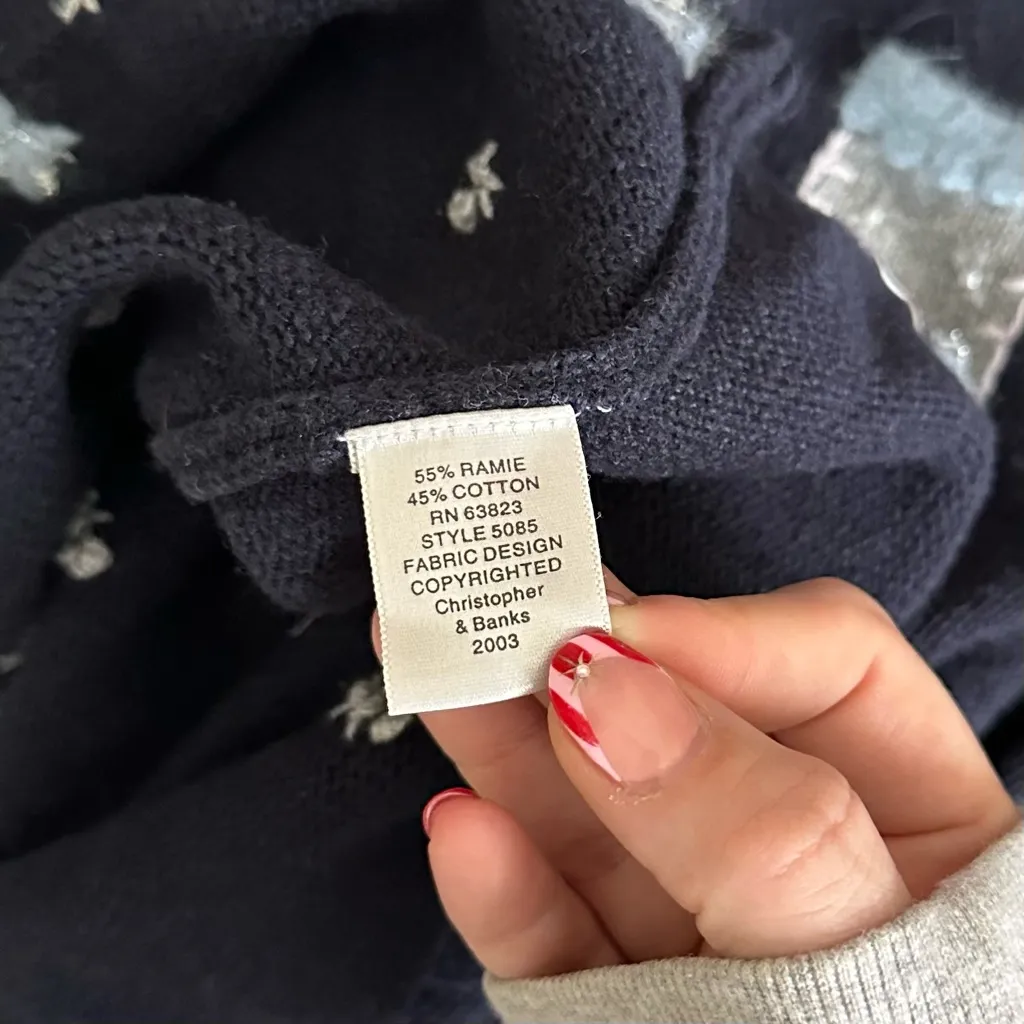 55% RAMIE
45% COTTON
RN 63823
STYLE 5085
FABRIC DESIGN
COPYRIGHTED
Christopher
& Banks
2003